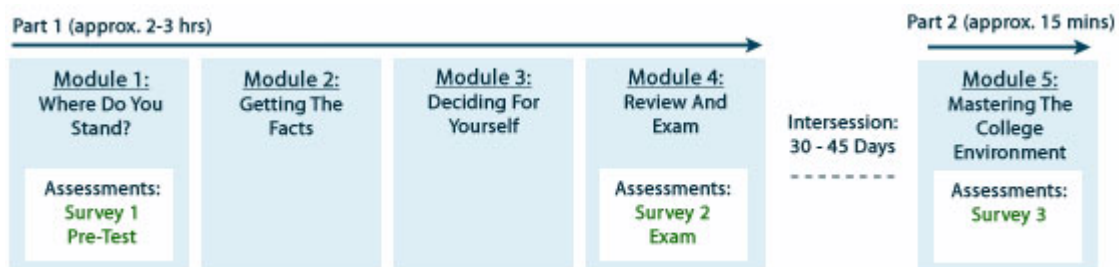 Part 1 (approx. 2-3 hrs)
Module 1:
Where Do You
Stand?
Assessments:
Survey 1
Pre-Test
Module 2:
Getting The
Facts
Module 3:
Deciding For
Yourself
Module 4:
Review And
Exam
Assessments:
Survey 2
Exam
Intersession:
30 - 45 Days
Part 2 (approx. 15 mins)
Module 5:
Mastering The
College
Environment
Assessments:
Survey 3